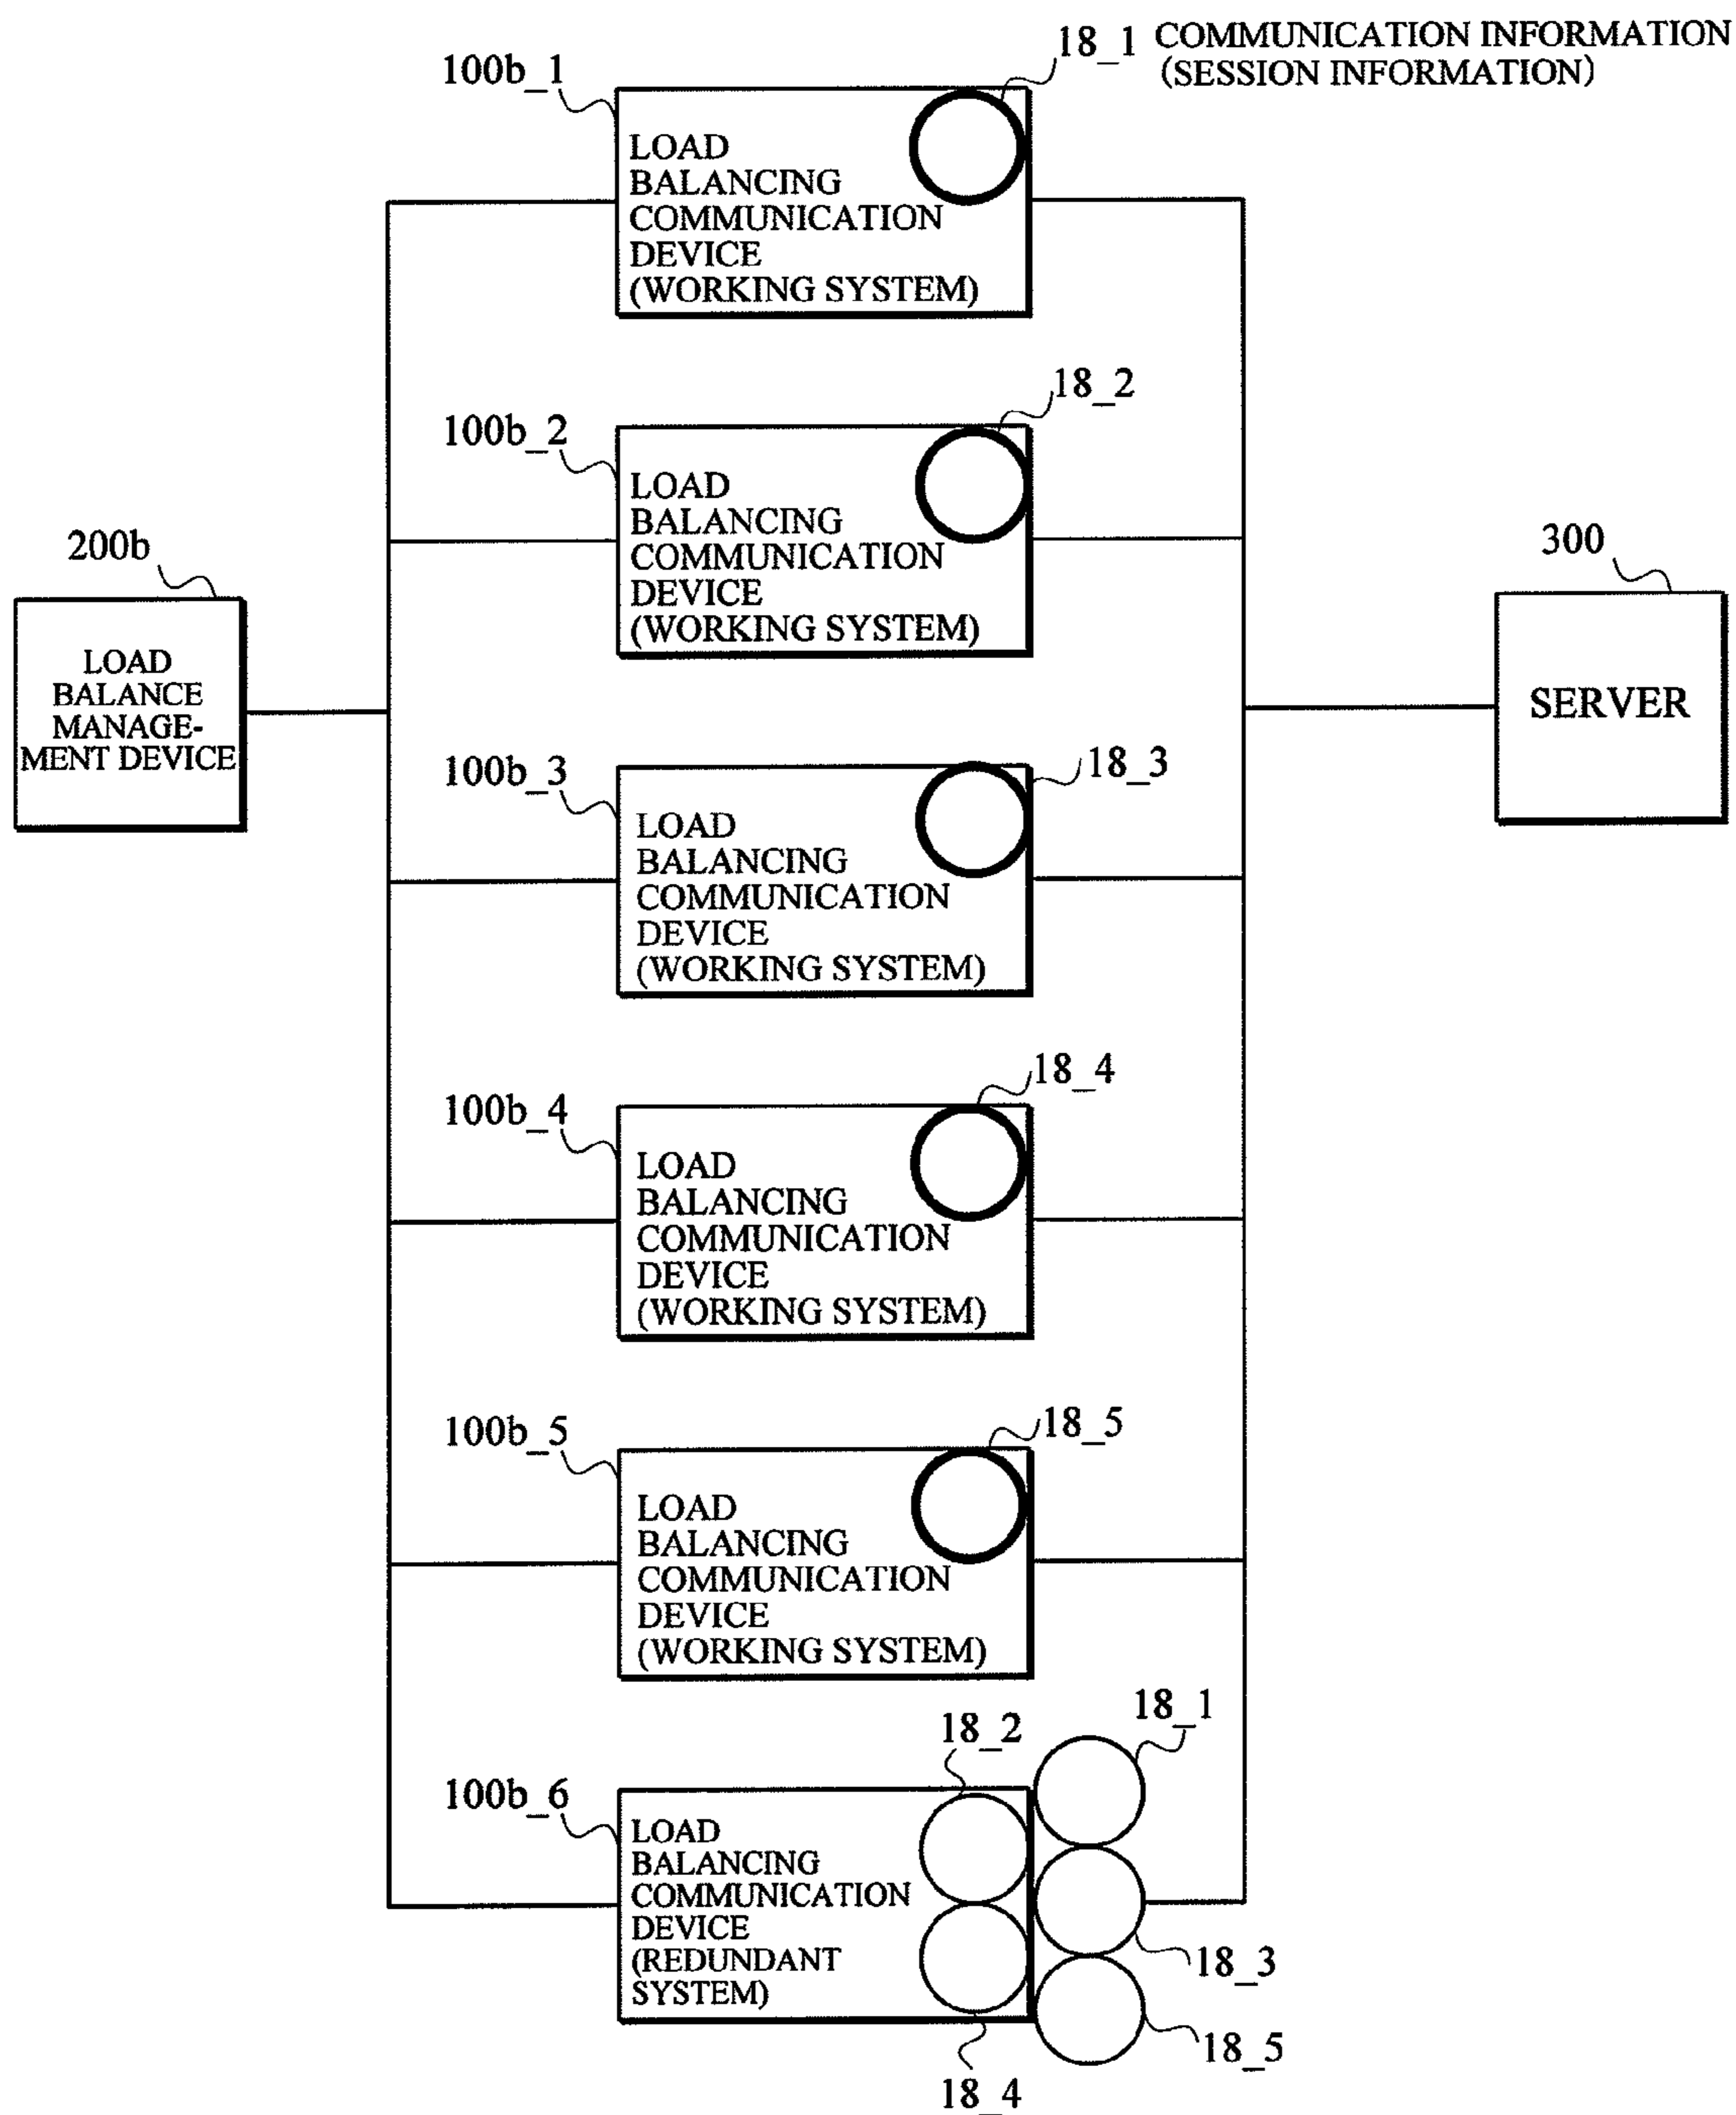 18_1 COMMUNICATION INFORMATION
(SESSION INFORMATION)
100b_1
LOAD
BALANCING
COMMUNICATION
DEVICE
(WORKING SYSTEM)
18_2
100b_2
LOAD
BALANCING
COMMUNICATION
DEVICE
(WORKING SYSTEM)
200b
LOAD
BALANCE
MANAGE-
MENT DEVICE
300
SERVER
18_3
100b_3
LOAD
BALANCING
COMMUNICATION
DEVICE
(WORKING SYSTEM)
18_4
100b_4
LOAD
BALANCING
COMMUNICATION
DEVICE
(WORKING SYSTEM)
18_5
100b_5
LOAD
BALANCING
COMMUNICATION
DEVICE
(WORKING SYSTEM)
18_1
18_2
100b_6
LOAD
BALANCING
COMMUNICATION
DEVICE
(REDUNDANT
SYSTEM)
18_3
18_5
18_4